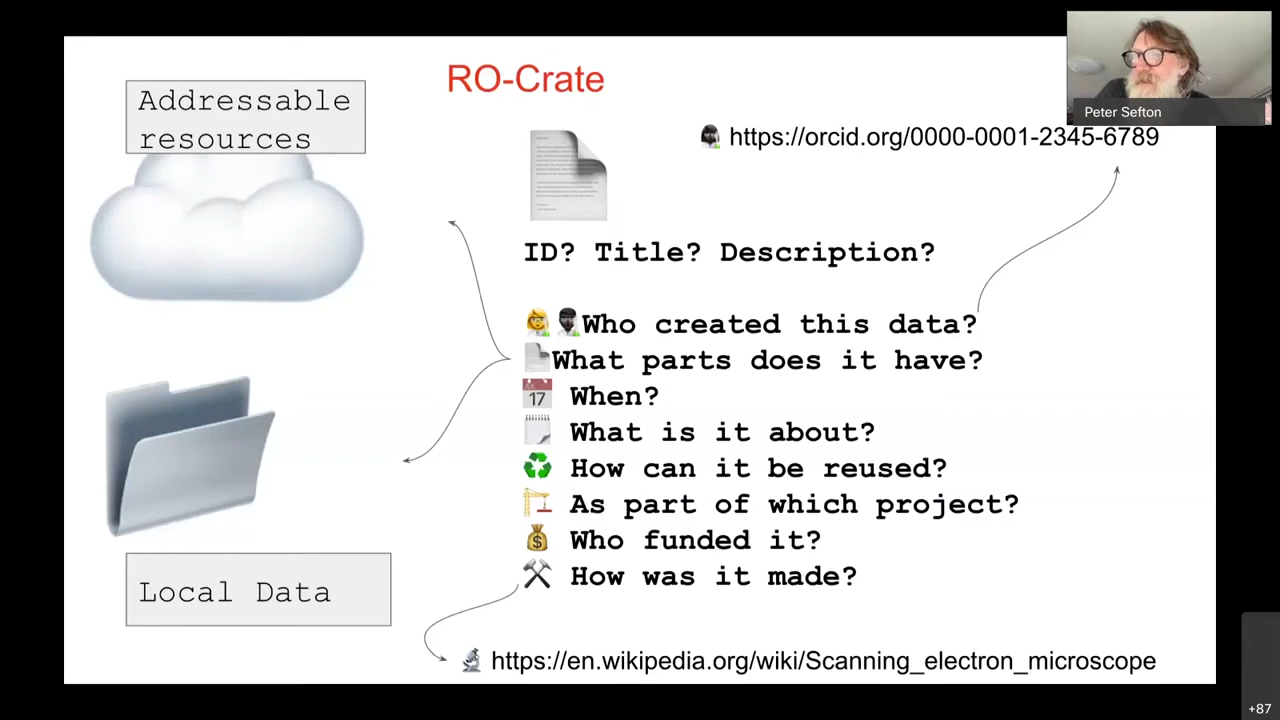 RO-Crate
Addressable
resources
Peter Sefton
https://orcid.org/0000-0001-2345-6789
ID? Title? Description?
Who created this data?
What parts does it have?
17
When?
What is it about?
How can it be reused?
As part of which project?
$
Who funded it?
How was it made?
Local Data
https://en.wikipedia.org/wiki/Scanning_electron_microscope
+87